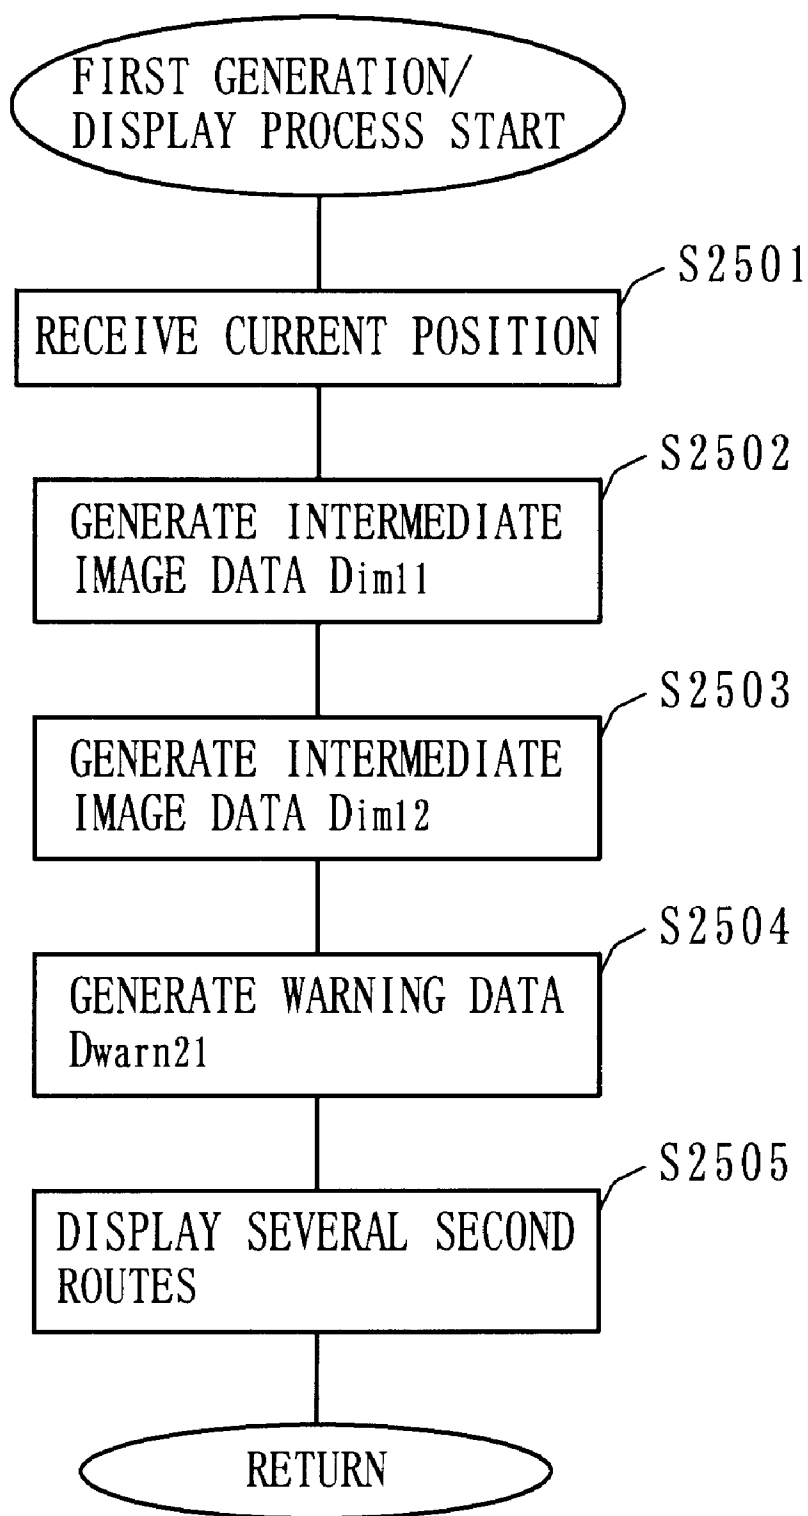 FIRST GENERATION/
DISPLAY PROCESS START
S2501
RECEIVE CURRENT POSITION
S2502
GENERATE INTERMEDIATE
IMAGE DATA Dim11
S2503
GENERATE INTERMEDIATE
IMAGE DATA Dim12
S2504
GENERATE WARNING DATA
Dwarn21
S2505
DISPLAY SEVERAL SECOND
ROUTES
RETURN